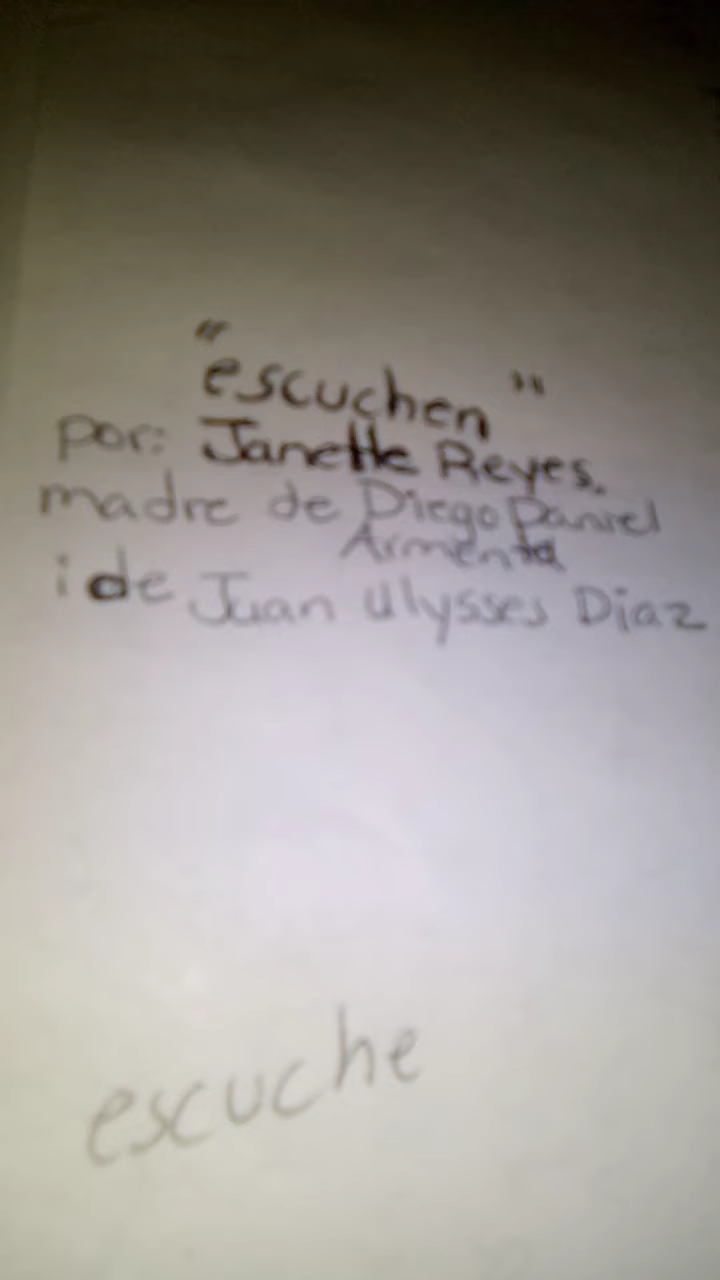 "escuchen"
por: Janette Reyes.
madre de Diego Daniel
Armenta
i de Juan Ulysses Diaz
escuche